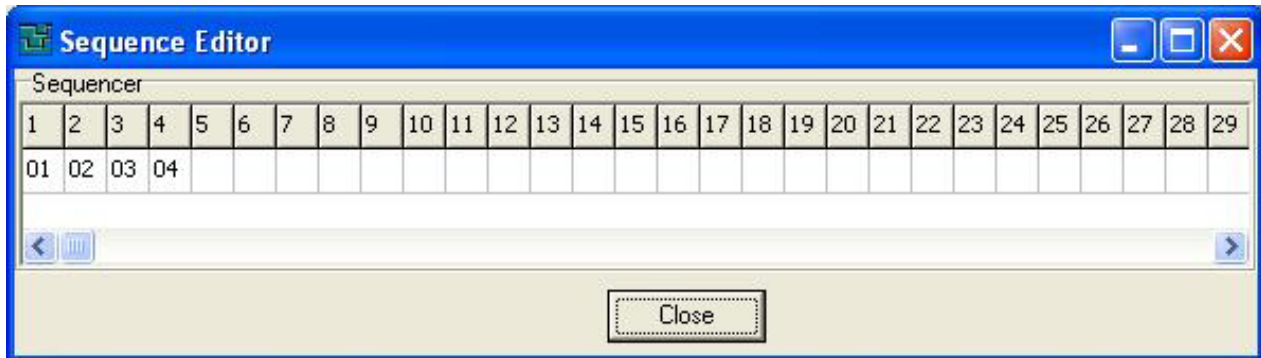 Sequence Editor
Sequencer
1 2 3 4 5 6 7 8 9 10 11 12 13 14 15 16 17 18 19 20 21 22 23 24 25 26 27 28 29
01 02 03 04
Close